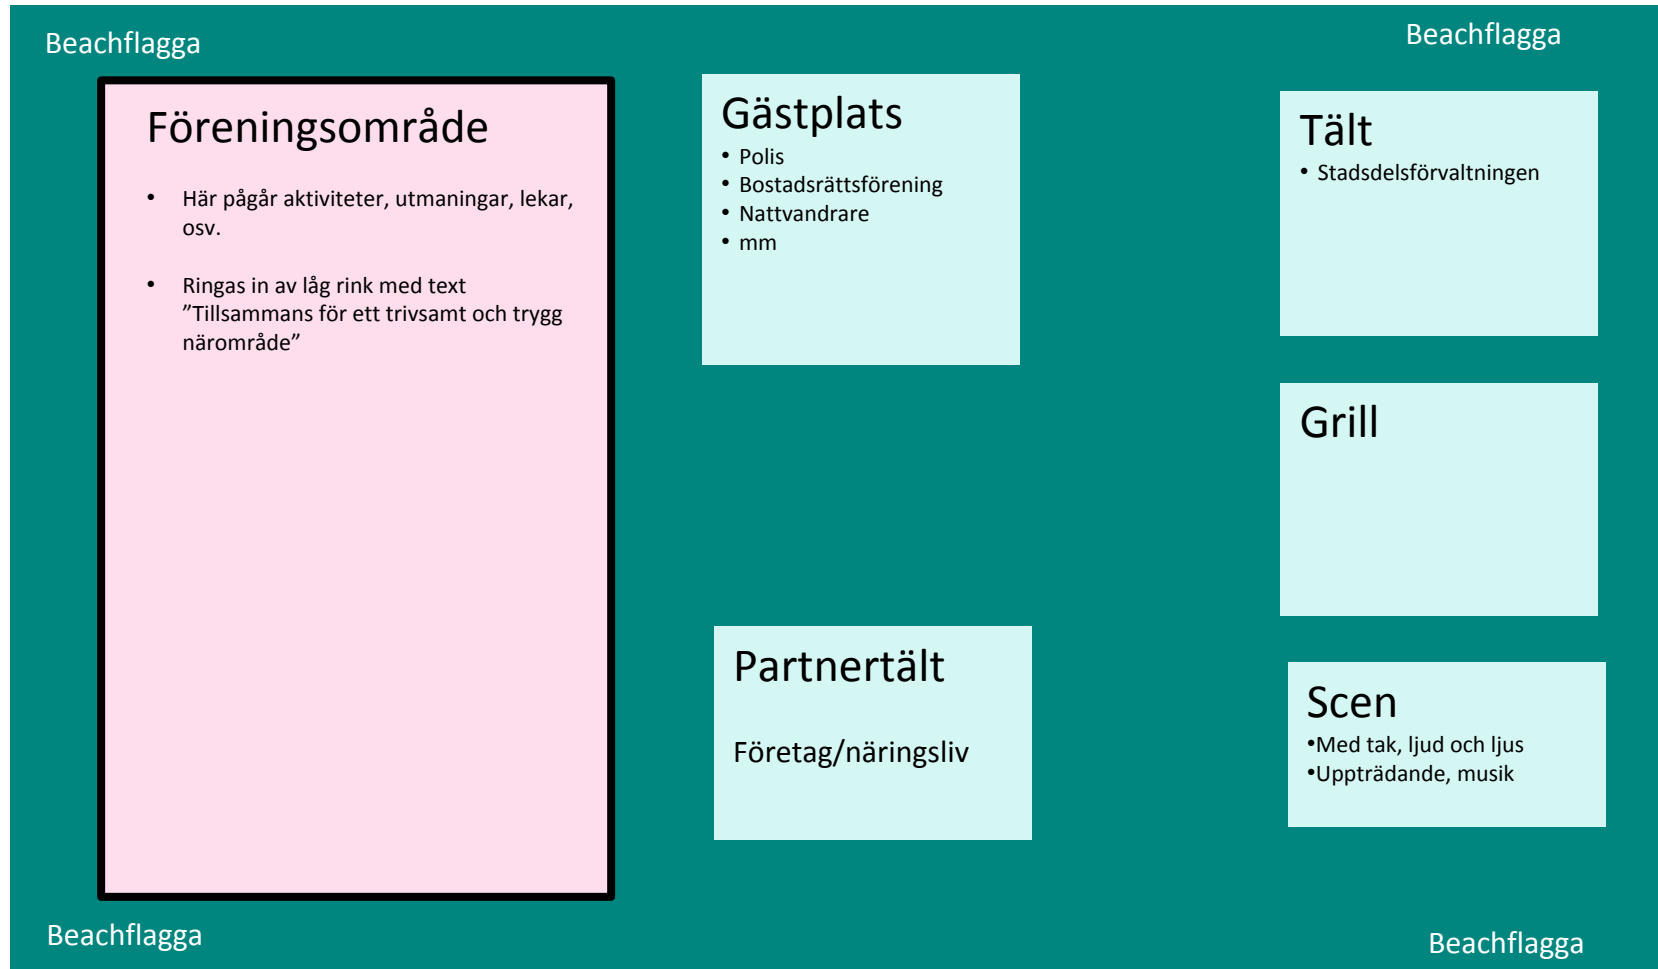 Beachflagga
Beachflagga
Föreningsområde
• Här pågår aktiviteter, utmaningar, lekar,
osv.
• Ringas in av låg rink med text
”Tillsammans för ett trivsamt och trygg
närområde”
Gästplats
• Polis
• Bostadsrättsförening
• Nattvandrare
• mm
Tält
• Stadsdelsförvaltningen
Grill
Partnertält
Företag/näringsliv
Scen
•Med tak, ljud och ljus
•Uppträdande, musik
Beachflagga
Beachflagga